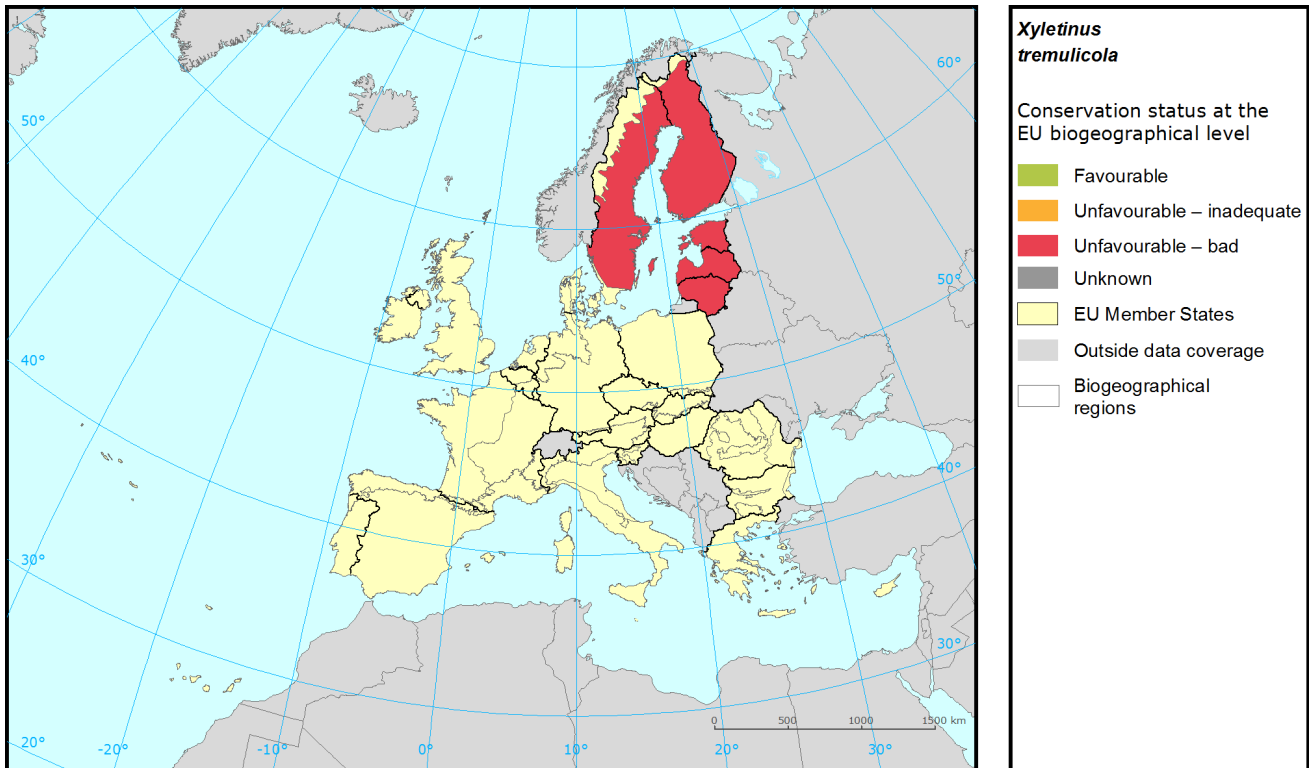 Xyletinus
tremulicola
Conservation status at the
EU biogeographical level
Favourable
Unfavourable – inadequate
Unfavourable – bad
Unknown
EU Member States
Outside data coverage
Biogeographical
regions
60°
50°
50°
40°
40°
30°
30°
0 500 1000 1500 km
20° -20° -10° 0° 10° 20° 30°